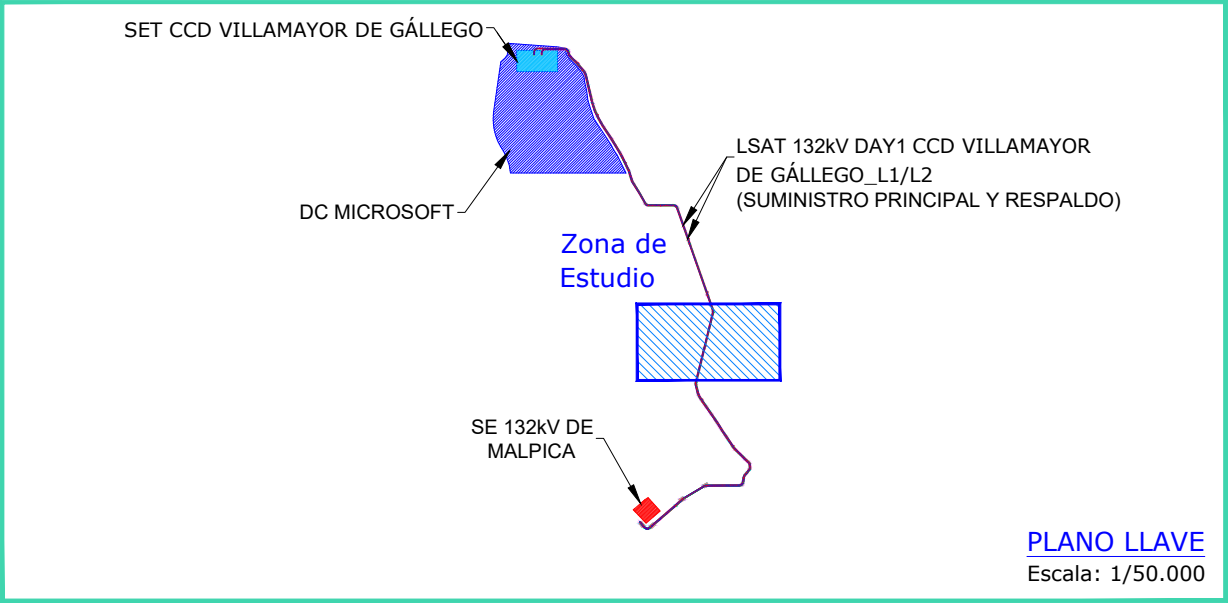 SET CCD VILLAMAYOR DE GÁLLEGO
LSAT 132kV DAY1 CCD VILLAMAYOR
DE GÁLLEGO_L1/L2
(SUMINISTRO PRINCIPAL Y RESPALDO)
DC MICROSOFT
Zona de
Estudio
SE 132kV DE
MALPICA
PLANO LLAVE
Escala: 1/50.000